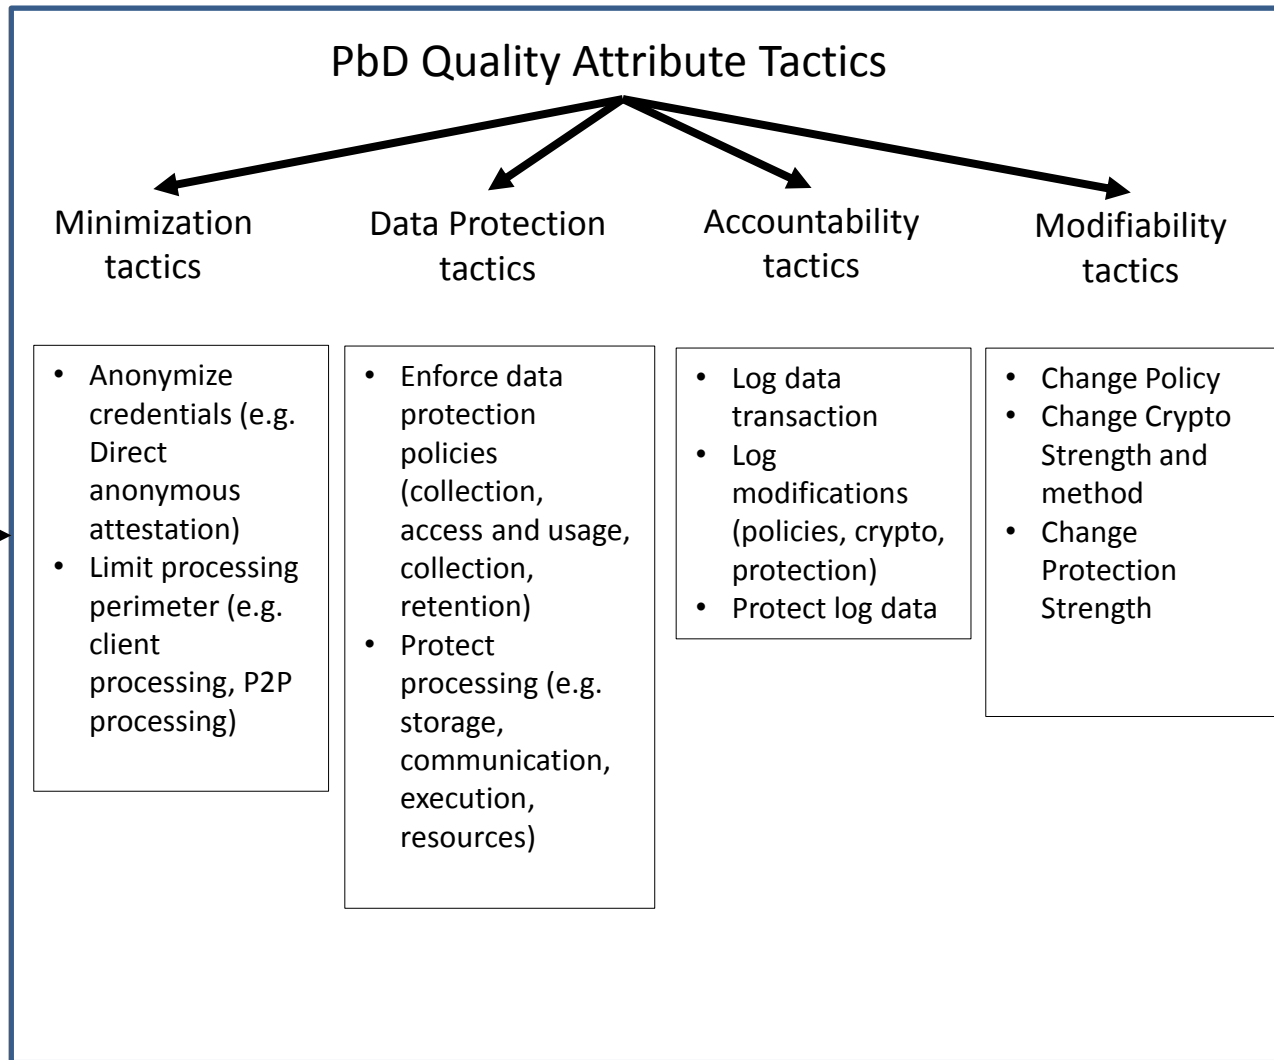 PbD Quality Attribute Tactics
Minimization
tactics
Data Protection
tactics
Accountability
tactics
Modifiability
tactics
• Anonymize
credentials (e.g.
Direct
anonymous
attestation)
• Limit processing
perimeter (e.g.
client
processing, P2P
processing)
• Enforce data
protection
policies
(collection,
access and usage,
collection,
retention)
• Protect
processing (e.g.
storage,
communication,
execution,
resources)
• Log data
transaction
• Log
modifications
(policies, crypto,
protection)
• Protect log data
• Change Policy
• Change Crypto
Strength and
method
• Change
Protection
Strength